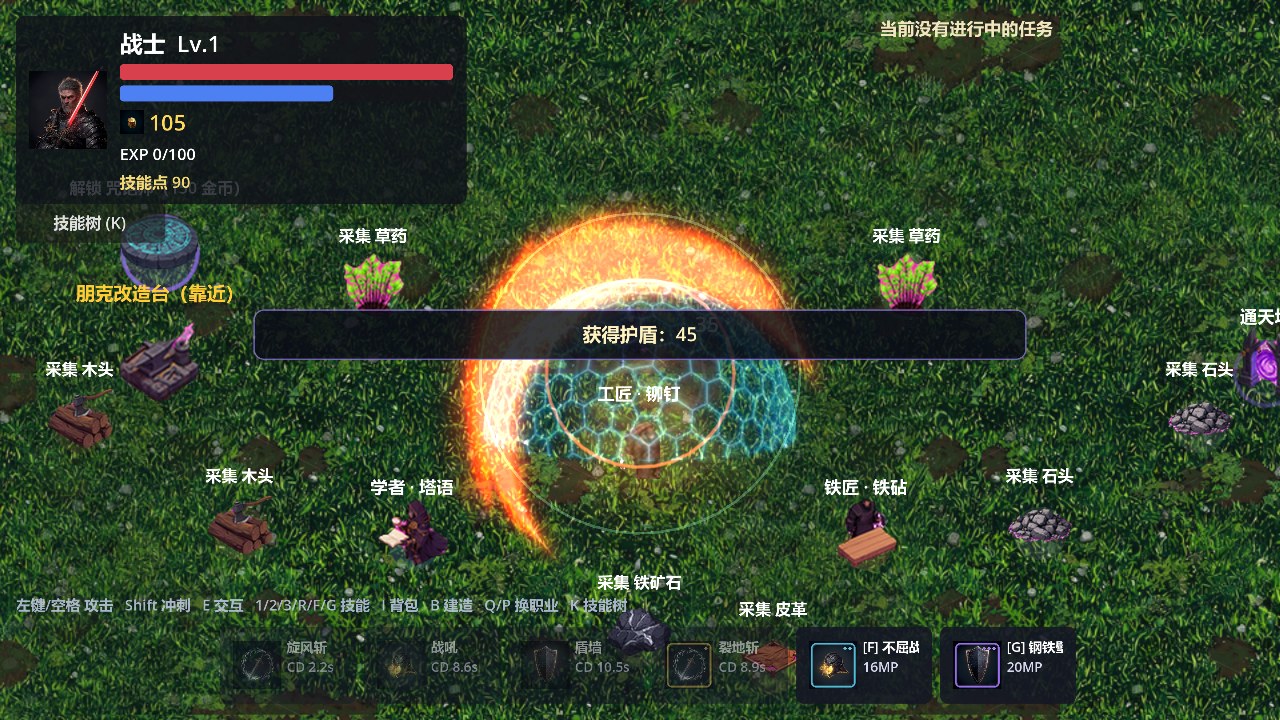 战士 Lv.1
105
EXP 0/100
技能点 90
解锁
金币)
技能树 (K)
当前没有进行中的任务
采集 草药
采集 草药
朋克改造台（靠近）
通天塔
获得护盾：45
采集 木头
采集 石头
工匠 · 铆钉
采集 木头
学者 · 塔语
铁匠 · 铁砧
采集 石头
采集 铁矿石
左键/空格 攻击 Shift 冲刺 E 交互 1/2/3/R/F/G 技能 I 背包 B 建造 Q/P 换职业 K 技能树
采集 皮革
旋风斩
CD 2.2s
战吼
CD 8.6s
盾墙
CD 10.5s
裂地斩
CD 8.9s
[F] 不屈战
16MP
[G] 钢铁
20MP